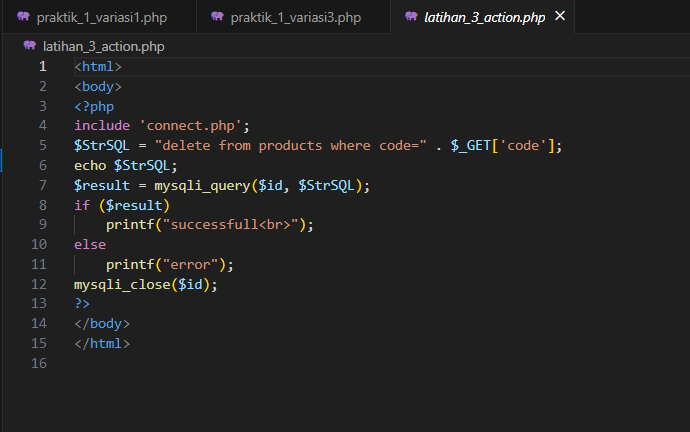 praktik_1_variasi1.php praktik_1_variasi3.php latihan_3_action.php
latihan_3_action.php
1 <html>
2 <body>
3 <?php
4 include 'connect.php';
5 $StrSQL = "delete from products where code=" . $_GET['code'];
6 echo $StrSQL;
7 $result = mysqli_query($id, $StrSQL);
8 if ($result)
9     printf("successfull<br>");
10 else
11     printf("error");
12 mysqli_close($id);
13 ?>
14 </body>
15 </html>
16